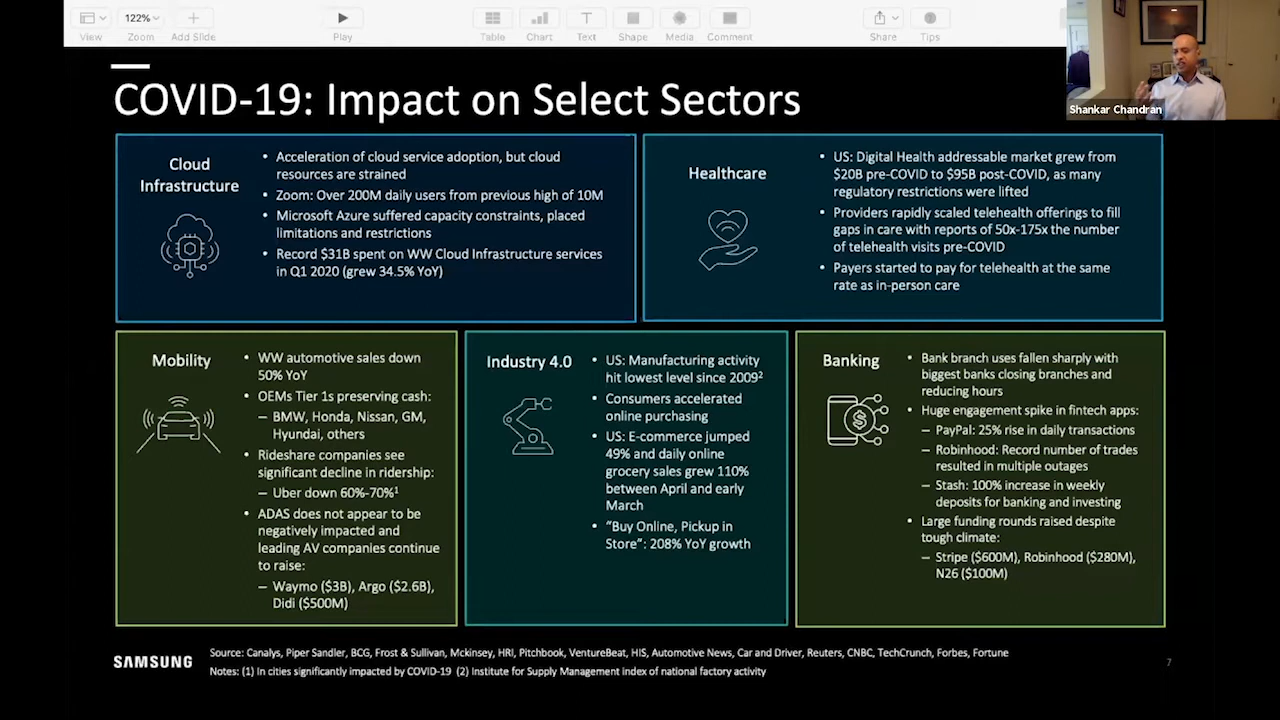 122%
View
Zoom
Add Slide
Play
Table
Chart
T
Text
Shape
Media
Comment
Share
Tips
Shankar Chandran
COVID-19: Impact on Select Sectors
Cloud
Infrastructure
• Acceleration of cloud service adoption, but cloud
resources are strained
• Zoom: Over 200M daily users from previous high of 10M
• Microsoft Azure suffered capacity constraints, placed
limitations and restrictions
• Record $31B spent on WW Cloud Infrastructure services
in Q1 2020 (grew 34.5% YoY)
Healthcare
• US: Digital Health addressable market grew from
$20B pre-COVID to $95B post-COVID, as many
regulatory restrictions were lifted
• Providers rapidly scaled telehealth offerings to fill
gaps in care with reports of 50x-175x the number
of telehealth visits pre-COVID
• Payers started to pay for telehealth at the same
rate as in-person care
Mobility
• WW automotive sales down
50% YoY
• OEMs Tier 1s preserving cash:
– BMW, Honda, Nissan, GM,
Hyundai, others
• Rideshare companies see
significant decline in ridership:
– Uber down 60%-70%¹
• ADAS does not appear to be
negatively impacted and
leading AV companies continue
to raise:
– Waymo ($3B), Argo ($2.6B),
Didi ($500M)
Industry 4.0
• US: Manufacturing activity
hit lowest level since 2009²
• Consumers accelerated
online purchasing
• US: E-commerce jumped
49% and daily online
grocery sales grew 110%
between April and early
March
• “Buy Online, Pickup in
Store”: 208% YoY growth
Banking
• Bank branch uses fallen sharply with
biggest banks closing branches and
reducing hours
• Huge engagement spike in fintech apps:
– PayPal: 25% rise in daily transactions
– Robinhood: Record number of trades
resulted in multiple outages
– Stash: 100% increase in weekly
deposits for banking and investing
• Large funding rounds raised despite
tough climate:
– Stripe ($600M), Robinhood ($280M),
N26 ($100M)
SAMSUNG
Source: Canalys, Piper Sandler, BCG, Frost & Sullivan, Mckinsey, HRI, Pitchbook, VentureBeat, HIS, Automotive News, Car and Driver, Reuters, CNBC, TechCrunch, Forbes, Fortune
Notes: (1) In cities significantly impacted by COVID-19 (2) Institute for Supply Management index of national factory activity
7